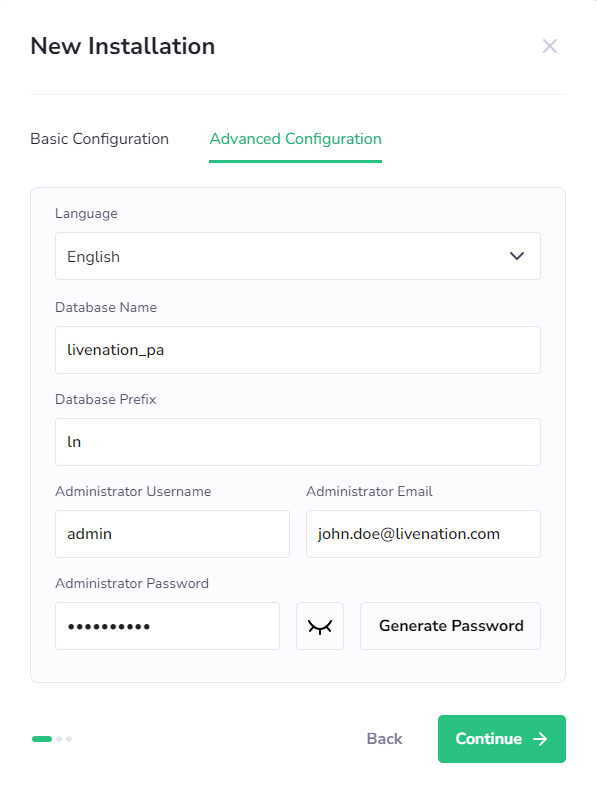 New Installation
Basic Configuration Advanced Configuration
Language
English
Database Name
livenation_pa
Database Prefix
ln
Administrator Username Administrator Email
admin john.doe@livenation.com
Administrator Password
•••••••••• Generate Password
Back Continue →